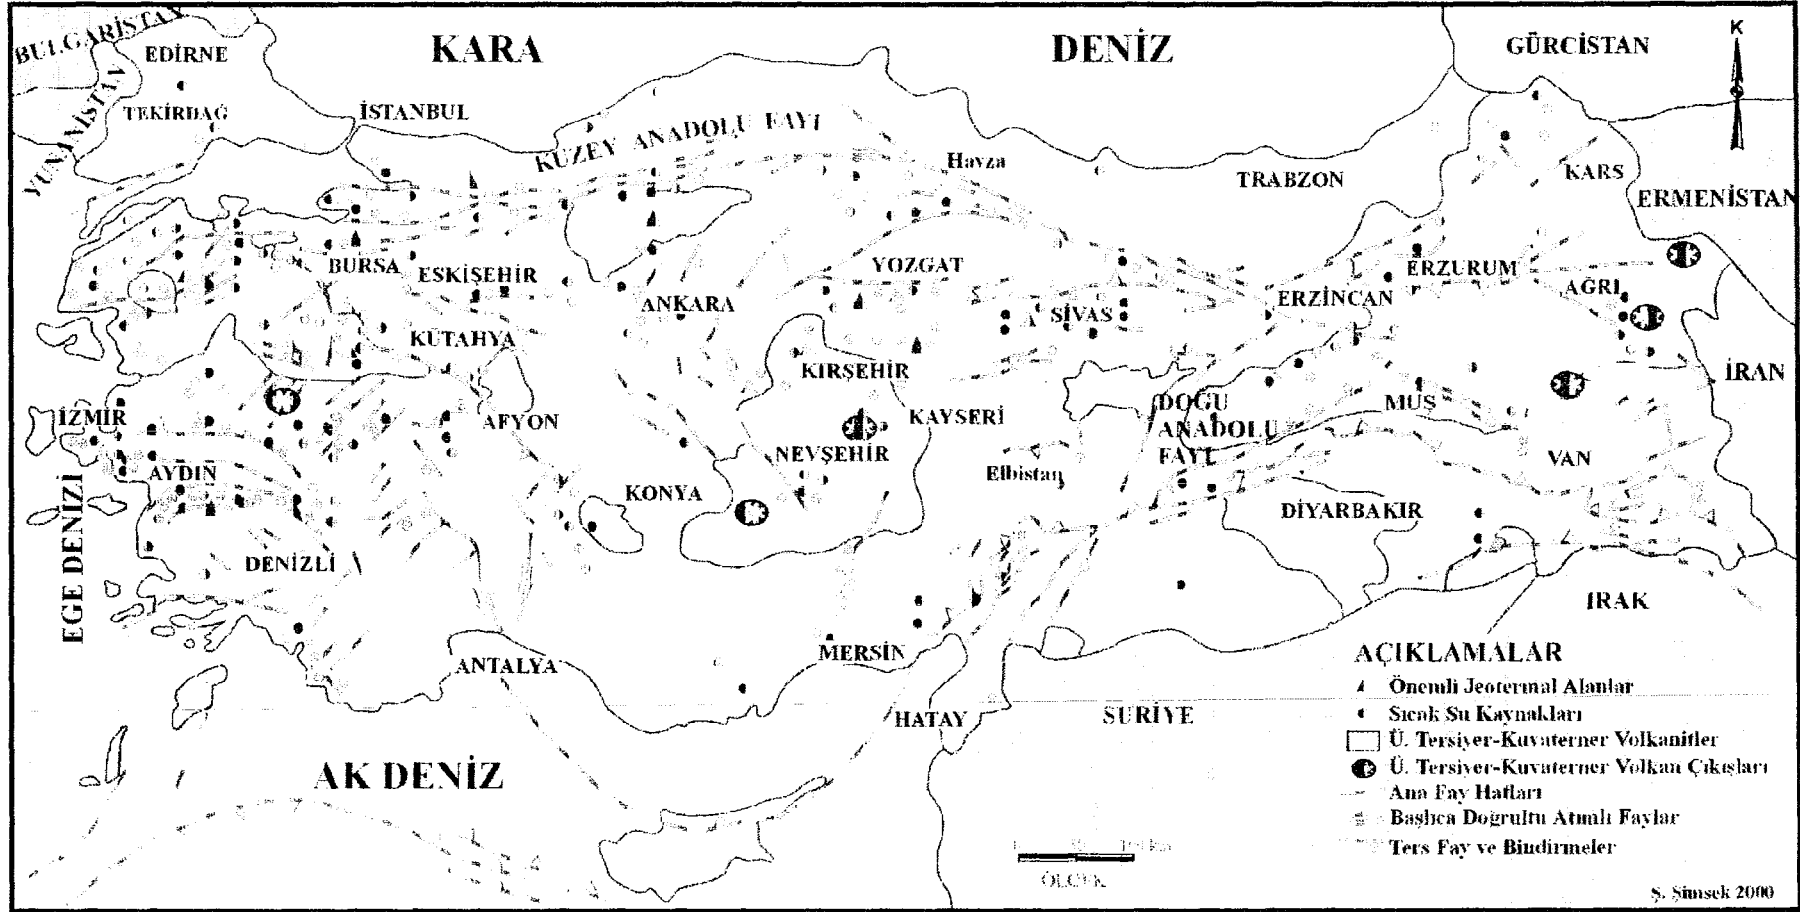 BULGARİSTAN
EDİRNE
KARA DENİZ
GÜRCİSTAN
K
YUNANİSTAN
TEKİRDAĞ
İSTANBUL
KUZEY ANADOLU FAYI
Havza
TRABZON
KARS
ERMENİSTAN
BURSA
ESKİŞEHİR
YOZGAT
ERZURUM
AĞRI
ANKARA
ERZİNCAN
SİVAS
KÜTAHYA
KIRŞEHİR
İRAN
İZMİR
AFYON
KAYSERİ
DOĞU
ANADOLU
FAYI
MUŞ
NEVŞEHİR
VAN
AYDIN
Elbistan
KONYA
DİYARBAKIR
EGE DENİZİ
DENİZLİ
IRAK
ANTALYA
MERSİN
HATAY
SURİYE
AK DENİZ
AÇIKLAMALAR
Önemli Jeotermal Alanlar
Sıcak Su Kaynakları
Ü. Tersiyer-Kuvaterner Volkanitler
Ü. Tersiyer-Kuvaterner Volkan Çıkışları
Ana Fay Hatları
Başlıca Doğrultu Atımlı Faylar
Ters Fay ve Bindirmeler
ÖLÇEK
Ş. Şimsek 2000